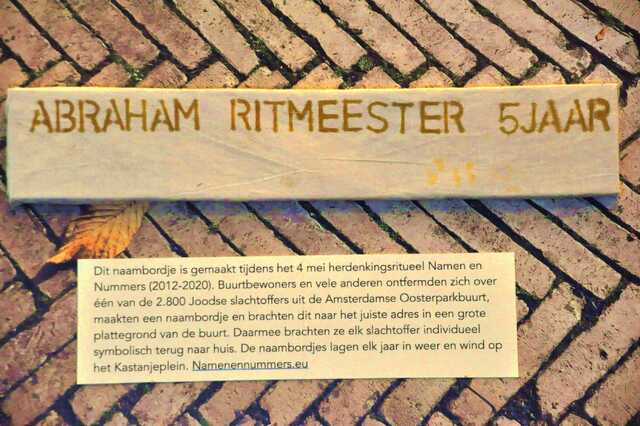 ABRAHAM RITMEESTER 5JAAR
Dit naambordje is gemaakt tijdens het 4 mei herdenkingsritueel Namen en
Nummers (2012-2020). Buurtbewoners en vele anderen ontfermden zich over
één van de 2.800 Joodse slachtoffers uit de Amsterdamse Oosterparkbuurt,
maakten een naambordje en brachten dit naar het juiste adres in een grote
plattegrond van de buurt. Daarmee brachten ze elk slachtoffer individueel
symbolisch terug naar huis. De naambordjes lagen elk jaar in weer en wind op
het Kastanjeplein. Namenennummers.eu